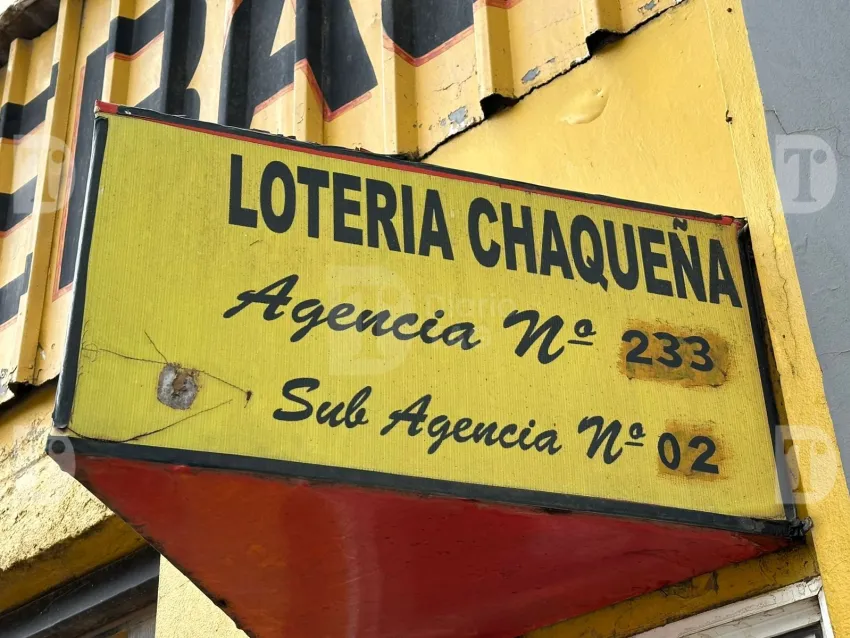 LOTERIA CHAQUEÑA
Agencia Nº 233
Sub Agencia Nº 02